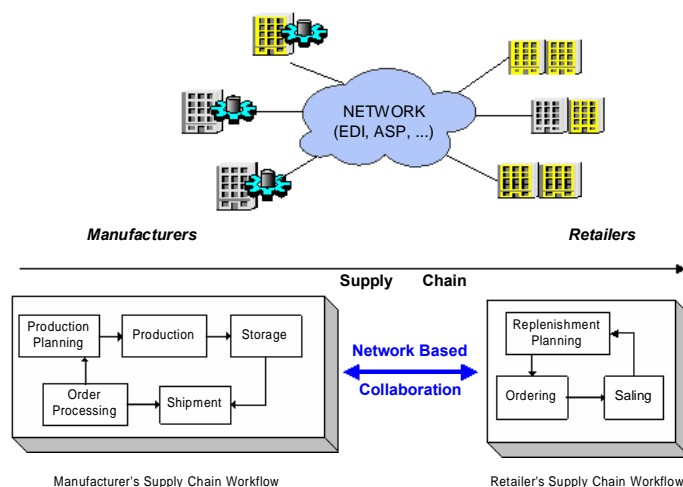 NETWORK
(EDI, ASP, ...)
Manufacturers
Retailers
Supply Chain
Production
Planning
Production
Storage
Order
Processing
Shipment
Network Based
Collaboration
Replenishment
Planning
Ordering
Saling
Manufacturer's Supply Chain Workflow
Retailer's Supply Chain Workflow